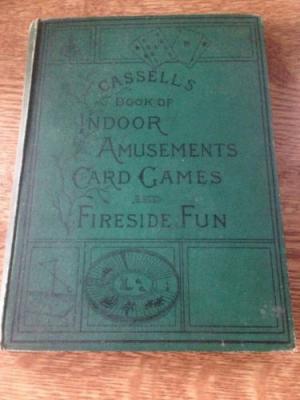 CASSELL'S
BOOK OF
INDOOR
AMUSEMENTS
CARD GAMES
AND
FIRESIDE FUN